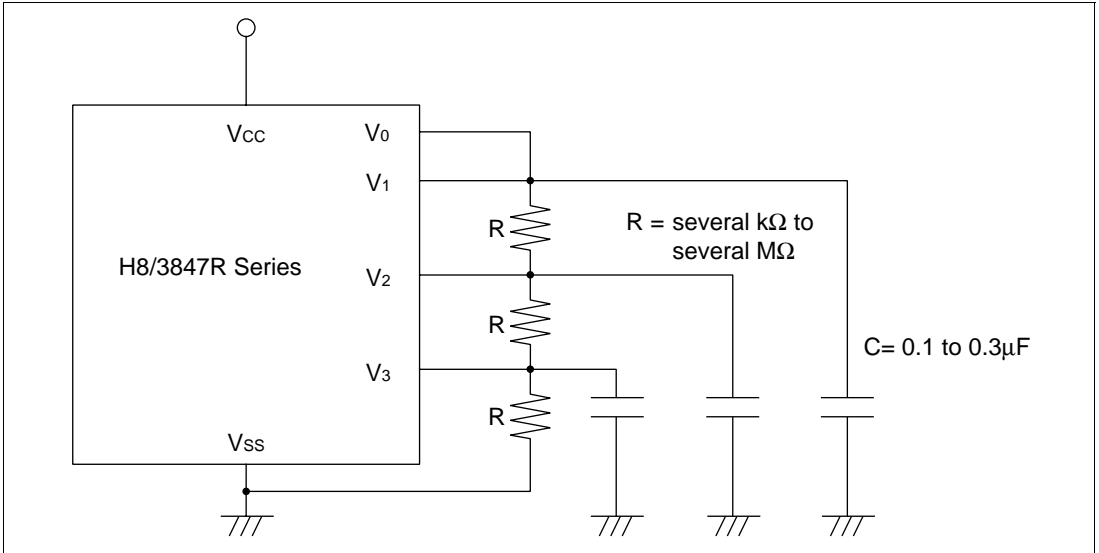 VCC
V0
V1
R
R = several kΩ to
several MΩ
H8/3847R Series
V2
R
C= 0.1 to 0.3µF
V3
R
VSS